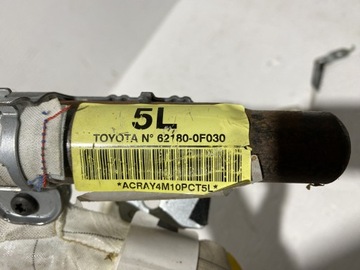 5L
TOYOTA N° 62180-0F030
*ACRAY4M10PCT5L*